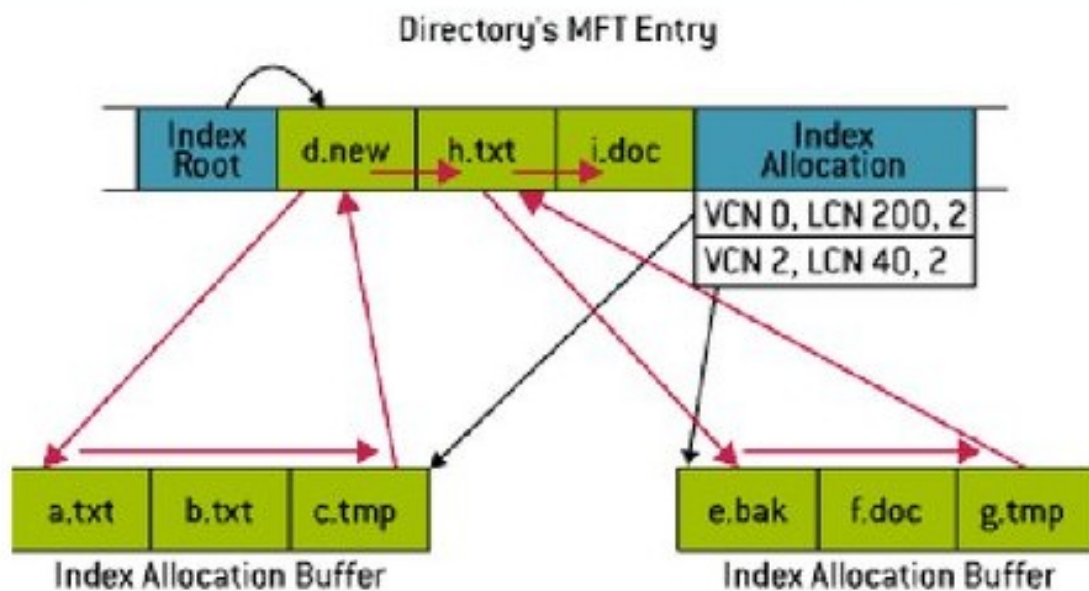 Directory's MFT Entry
Index Root
d.new
h.txt
i.doc
Index Allocation
VCN 0, LCN 200, 2
VCN 2, LCN 40, 2
a.txt
b.txt
c.tmp
e.bak
f.doc
g.tmp
Index Allocation Buffer
Index Allocation Buffer